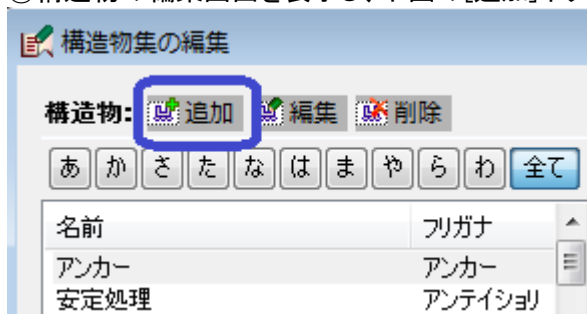 構造物集の編集
構造物: 追加 編集 削除
あ か さ た な は ま や ら わ 全て
名前 フリガナ
アンカー アンカー
安定処理 アンテイショリ